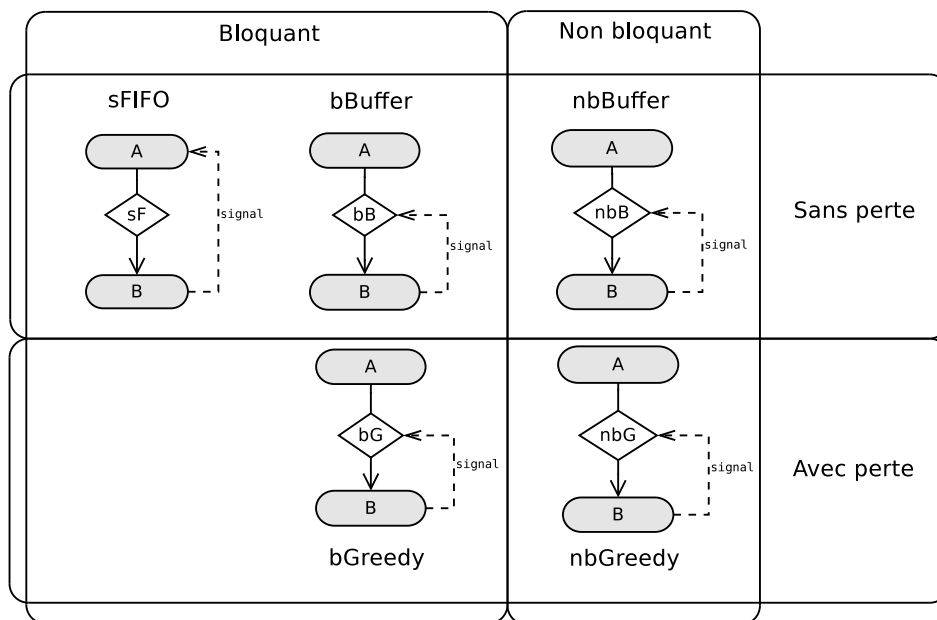 Bloquant
Non bloquant
sFIFO
bBuffer
nbBuffer
A
A
A
sF
signal
bB
signal
nbB
signal
Sans perte
B
B
B
A
A
bG
signal
nbG
signal
Avec perte
B
B
bGreedy
nbGreedy